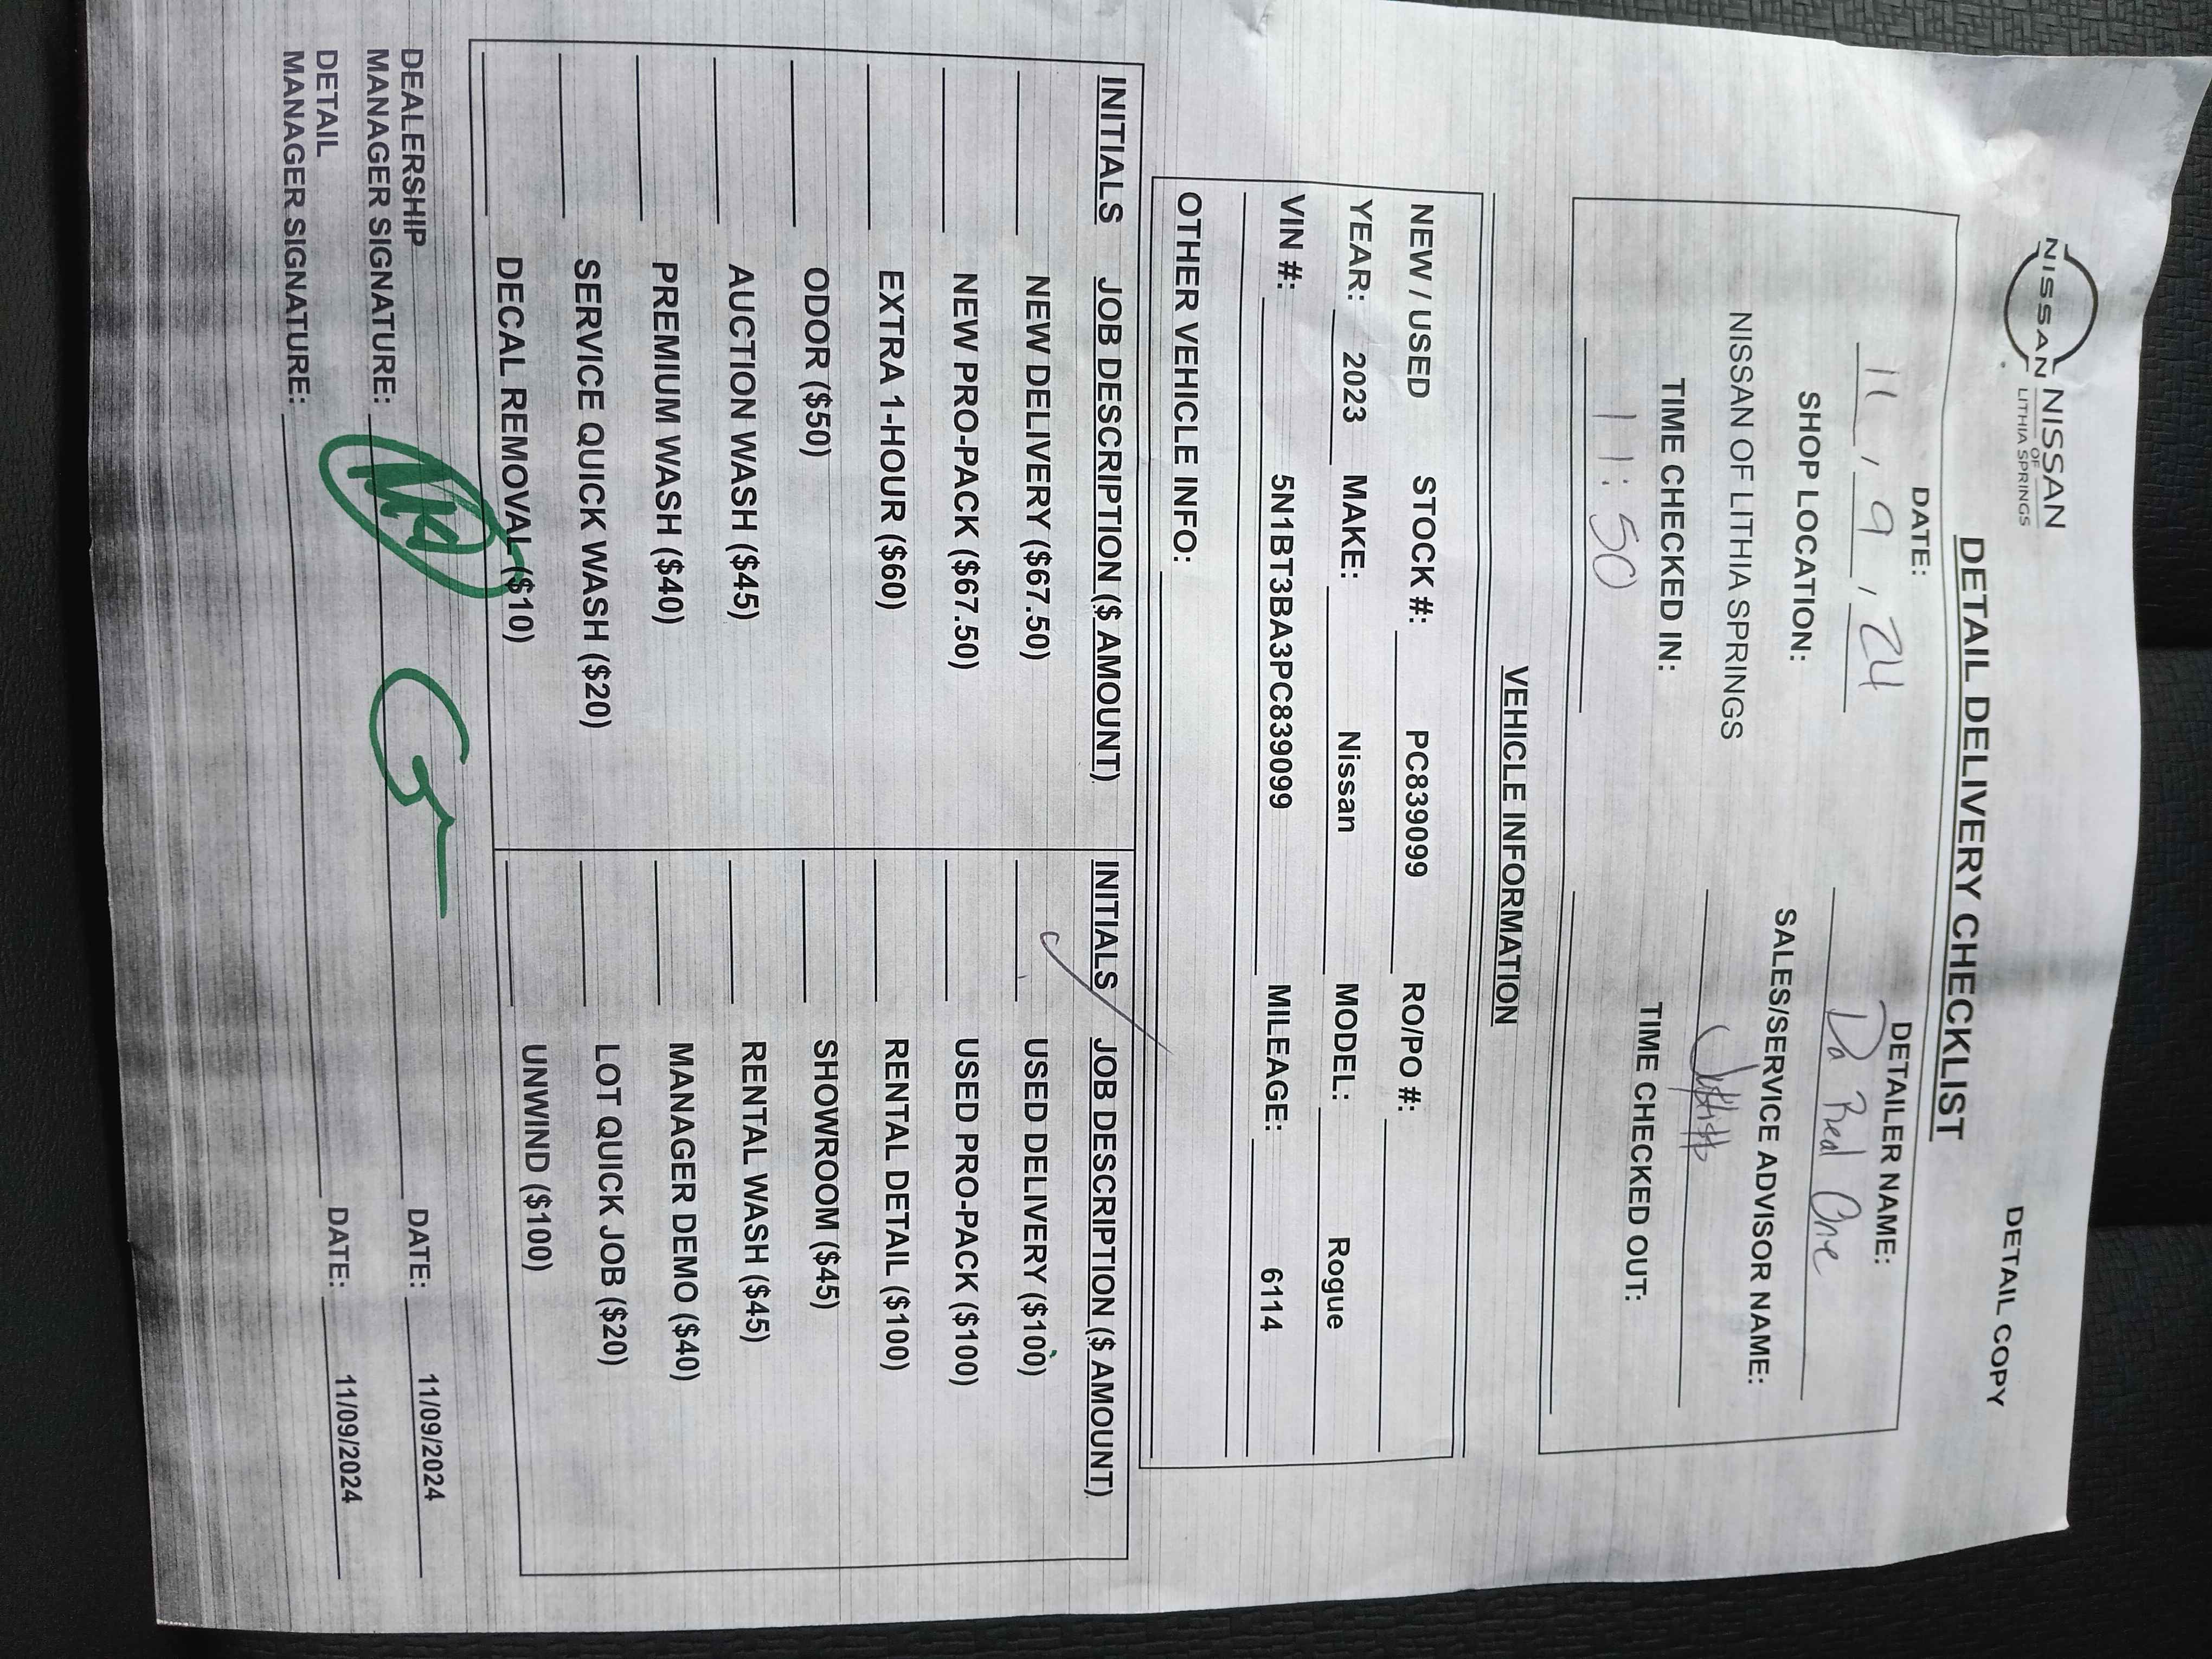 NISSAN NISSAN
OF
LITHIA SPRINGS
DETAIL COPY
DETAIL DELIVERY CHECKLIST
DATE: DETAILER NAME:
11, 9, 24 Da Real One
SHOP LOCATION: SALES/SERVICE ADVISOR NAME:
NISSAN OF LITHIA SPRINGS
TIME CHECKED IN: TIME CHECKED OUT:
11:50
VEHICLE INFORMATION
NEW / USED STOCK #: PC839099 RO/PO #:
YEAR: 2023 MAKE: Nissan MODEL: Rogue
VIN #: 5N1BT3BA3PC839099 MILEAGE: 6114
OTHER VEHICLE INFO:
INITIALS JOB DESCRIPTION ($ AMOUNT) INITIALS JOB DESCRIPTION ($ AMOUNT)
NEW DELIVERY ($67.50) USED DELIVERY ($100)
NEW PRO-PACK ($67.50) USED PRO-PACK ($100)
EXTRA 1-HOUR ($60) RENTAL DETAIL ($100)
ODOR ($50) SHOWROOM ($45)
AUCTION WASH ($45) RENTAL WASH ($45)
PREMIUM WASH ($40) MANAGER DEMO ($40)
SERVICE QUICK WASH ($20) LOT QUICK JOB ($20)
DECAL REMOVAL ($10) UNWIND ($100)
DEALERSHIP
MANAGER SIGNATURE: DATE: 11/09/2024
DETAIL
MANAGER SIGNATURE: DATE: 11/09/2024